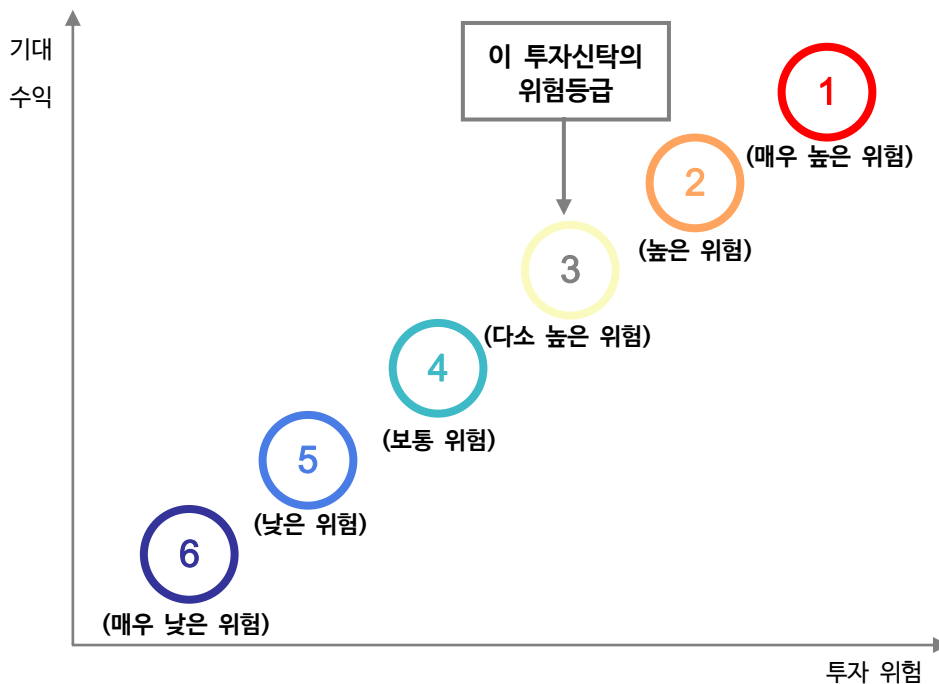 기대
수익
이 투자신탁의
위험등급
1
(매우 높은 위험)
2
(높은 위험)
3
(다소 높은 위험)
4
(보통 위험)
5
(낮은 위험)
6
(매우 낮은 위험)
투자 위험